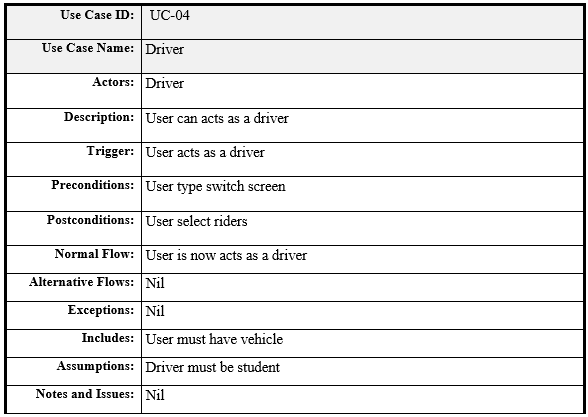 Use Case ID: UC-04
Use Case Name: Driver
Actors: Driver
Description: User can acts as a driver
Trigger: User acts as a driver
Preconditions: User type switch screen
Postconditions: User select riders
Normal Flow: User is now acts as a driver
Alternative Flows: Nil
Exceptions: Nil
Includes: User must have vehicle
Assumptions: Driver must be student
Notes and Issues: Nil